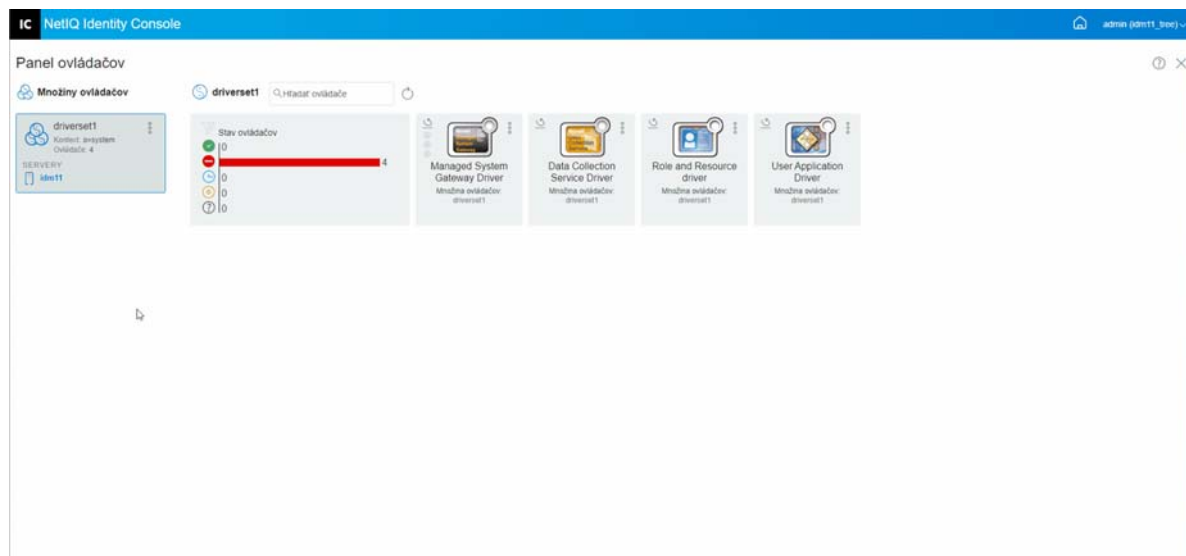 IC NetIQ Identity Console
admin (idm11_tree)
Panel ovládačov
Množiny ovládačov
driverset1
Hľadať ovládače
driverset1
Kontext: avsystem
Ovládače: 4
SERVERY
idm11
Stav ovládačov
0
4
0
0
0
Managed System
Gateway Driver
Množina ovládačov:
driverset1
Data Collection
Service Driver
Množina ovládačov:
driverset1
Role and Resource
driver
Množina ovládačov:
driverset1
User Application
Driver
Množina ovládačov:
driverset1